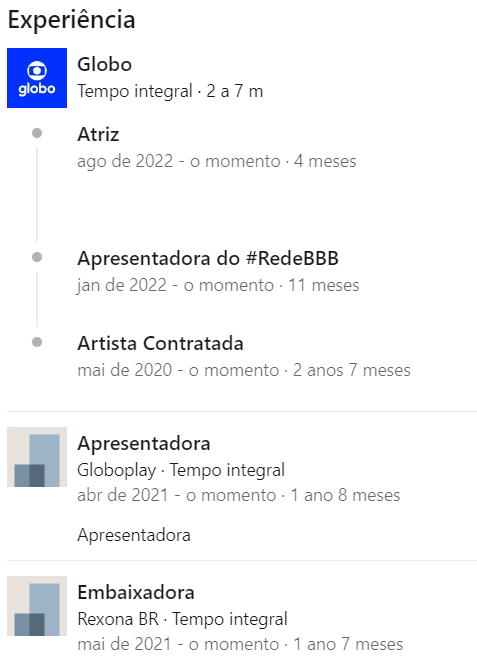 Experiência
Globo
globo
Tempo integral · 2 a 7 m
Atriz
ago de 2022 - o momento · 4 meses
Apresentadora do #RedeBBB
jan de 2022 - o momento · 11 meses
Artista Contratada
mai de 2020 - o momento · 2 anos 7 meses
Apresentadora
Globoplay · Tempo integral
abr de 2021 - o momento · 1 ano 8 meses
Apresentadora
Embaixadora
Rexona BR · Tempo integral
mai de 2021 - o momento · 1 ano 7 meses